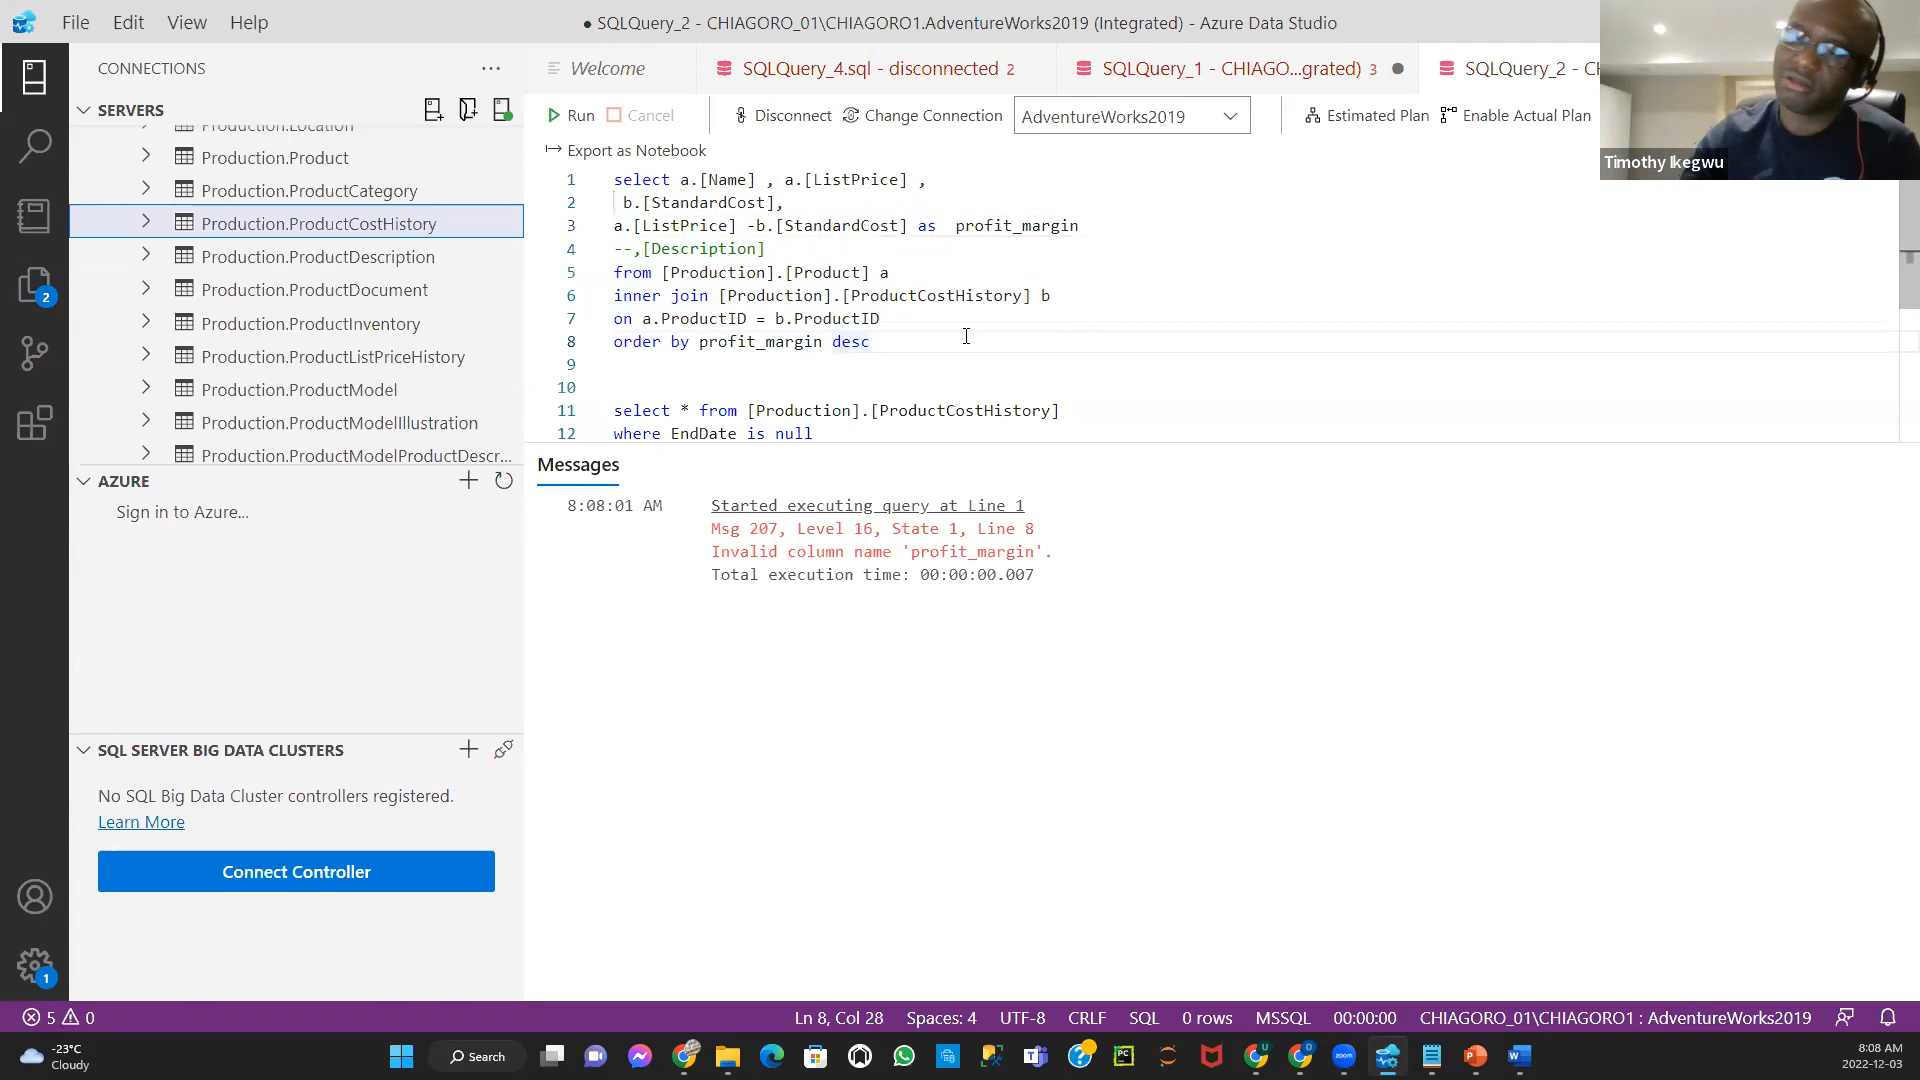 File Edit View Help
● SQLQuery_2 - CHIAGORO_01\CHIAGORO1.AdventureWorks2019 (Integrated) - Azure Data Studio
CONNECTIONS
Welcome
SQLQuery_4.sql - disconnected 2
SQLQuery_1 - CHIAGO...grated) 3
SQLQuery_2 - CH
SERVERS
Run Cancel Disconnect Change Connection AdventureWorks2019 Estimated Plan Enable Actual Plan
Export as Notebook
Timothy Ikegwu
Production.Location
Production.Product
Production.ProductCategory
Production.ProductCostHistory
Production.ProductDescription
Production.ProductDocument
Production.ProductInventory
Production.ProductListPriceHistory
Production.ProductModel
Production.ProductModelIllustration
Production.ProductModelProductDescr...
1 select a.[Name] , a.[ListPrice] ,
2 b.[StandardCost],
3 a.[ListPrice] -b.[StandardCost] as profit_margin
4 --,[Description]
5 from [Production].[Product] a
6 inner join [Production].[ProductCostHistory] b
7 on a.ProductID = b.ProductID
8 order by profit_margin desc
9
10
11 select * from [Production].[ProductCostHistory]
12 where EndDate is null
AZURE
Sign in to Azure...
Messages
8:08:01 AM Started executing query at Line 1
Msg 207, Level 16, State 1, Line 8
Invalid column name 'profit_margin'.
Total execution time: 00:00:00.007
SQL SERVER BIG DATA CLUSTERS
No SQL Big Data Cluster controllers registered.
Learn More
Connect Controller
2
1
5 0
Ln 8, Col 28 Spaces: 4 UTF-8 CRLF SQL 0 rows MSSQL 00:00:00 CHIAGORO_01\CHIAGORO1 : AdventureWorks2019
-23°C
Cloudy
Search
8:08 AM
2022-12-03